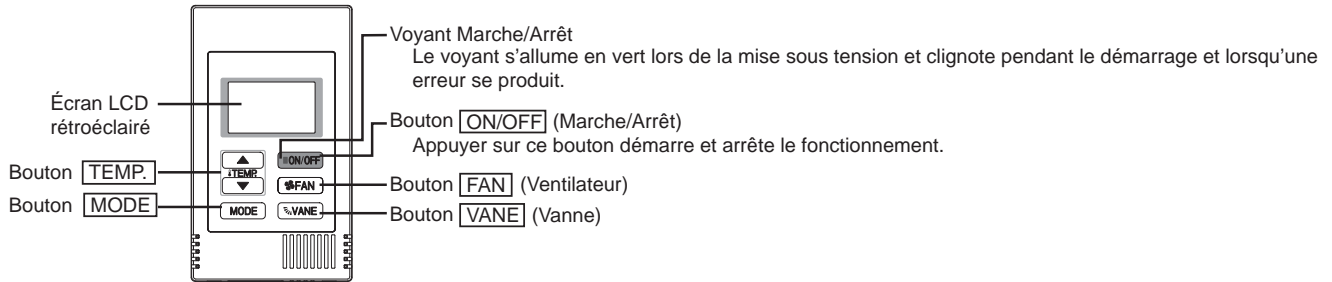 Voyant Marche/Arrêt
Le voyant s’allume en vert lors de la mise sous tension et clignote pendant le démarrage et lorsqu’une
erreur se produit.
Écran LCD
rétroéclairé
Bouton ON/OFF (Marche/Arrêt)
Appuyer sur ce bouton démarre et arrête le fonctionnement.
Bouton TEMP.
Bouton MODE
TEMP.
ON/OFF
FAN
MODE
VANE
Bouton FAN (Ventilateur)
Bouton VANE (Vanne)